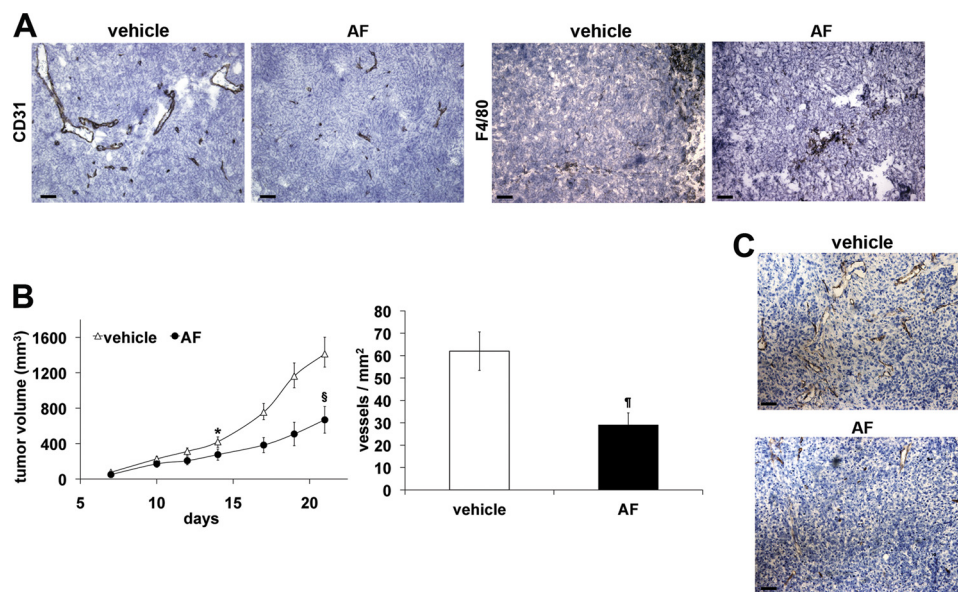 A
vehicle
AF
vehicle
AF
CD31
F4/80
B
vehicle
AF
tumor volume (mm³)
1600
1200
800
400
0
*
§
5
10
15
20
days
vessels / mm²
80
70
60
50
40
30
20
10
0
¶
vehicle
AF
C
vehicle
AF